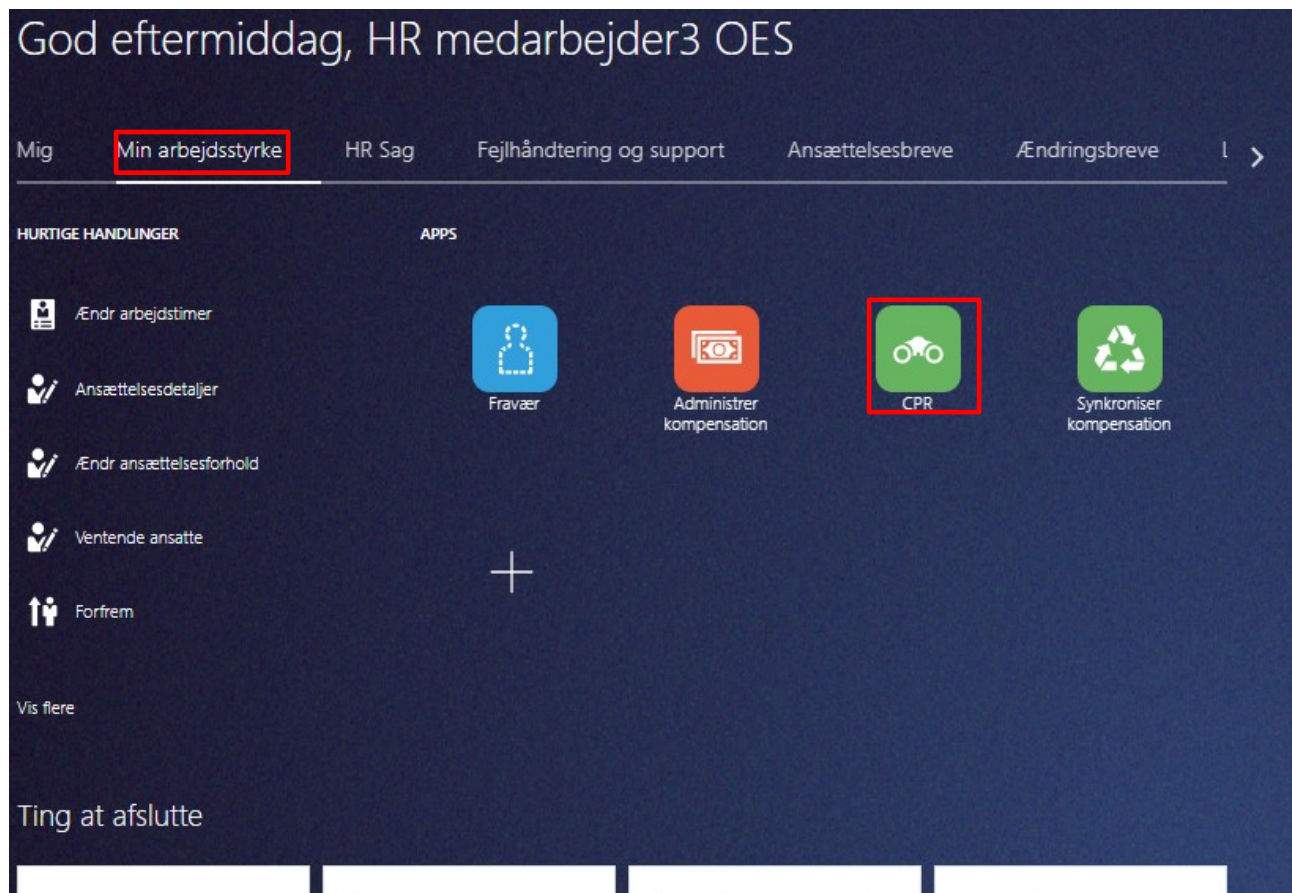 God eftermiddag, HR medarbejder3 OES
Mig
Min arbejdsstyrke
HR Sag
Fejlhåndtering og support
Ansættelsesbreve
Ændringsbreve
HURTIGE HANDLINGER
APPS
Ændr arbejdstimer
Ansættelsesdetaljer
Ændr ansættelsesforhold
Ventende ansatte
Forfrem
Vis flere
Fravær
Administrer
kompensation
CPR
Synkroniser
kompensation
Ting at afslutte